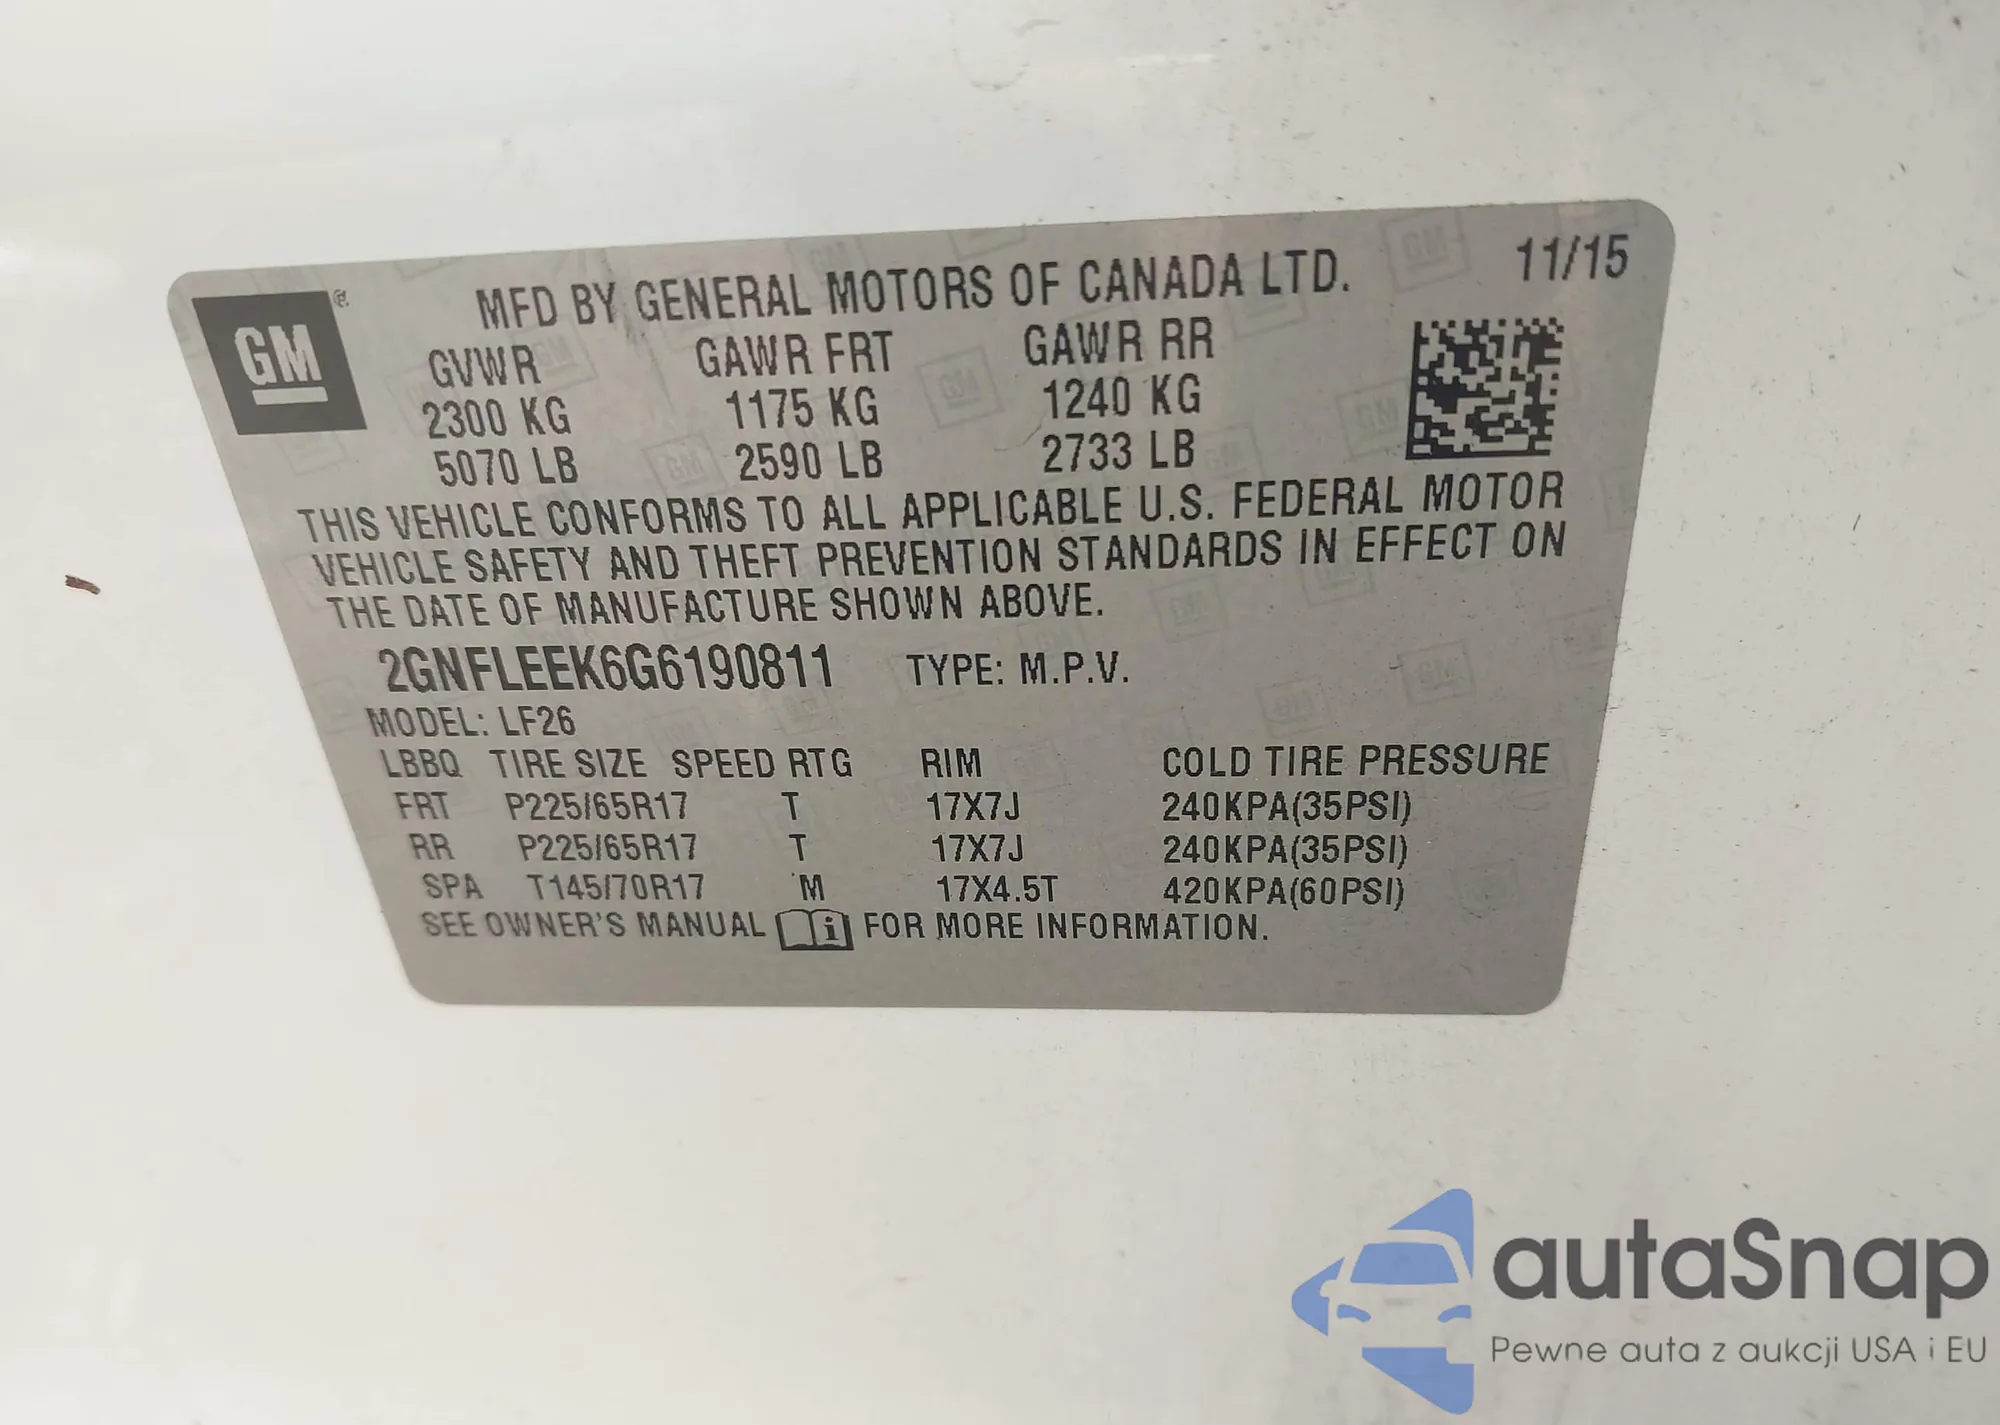 GM
MFD BY GENERAL MOTORS OF CANADA LTD. 11/15
GVWR GAWR FRT GAWR RR
2300 KG 1175 KG 1240 KG
5070 LB 2590 LB 2733 LB
THIS VEHICLE CONFORMS TO ALL APPLICABLE U.S. FEDERAL MOTOR
VEHICLE SAFETY AND THEFT PREVENTION STANDARDS IN EFFECT ON
THE DATE OF MANUFACTURE SHOWN ABOVE.
2GNFLEEK6G6190811 TYPE: M.P.V.
MODEL: LF26
LBBQ TIRE SIZE SPEED RTG RIM COLD TIRE PRESSURE
FRT P225/65R17 T 17X7J 240KPA(35PSI)
RR P225/65R17 T 17X7J 240KPA(35PSI)
SPA T145/70R17 M 17X4.5T 420KPA(60PSI)
SEE OWNER'S MANUAL i FOR MORE INFORMATION.
autaSnap
Pewne auta z aukcji USA i EU